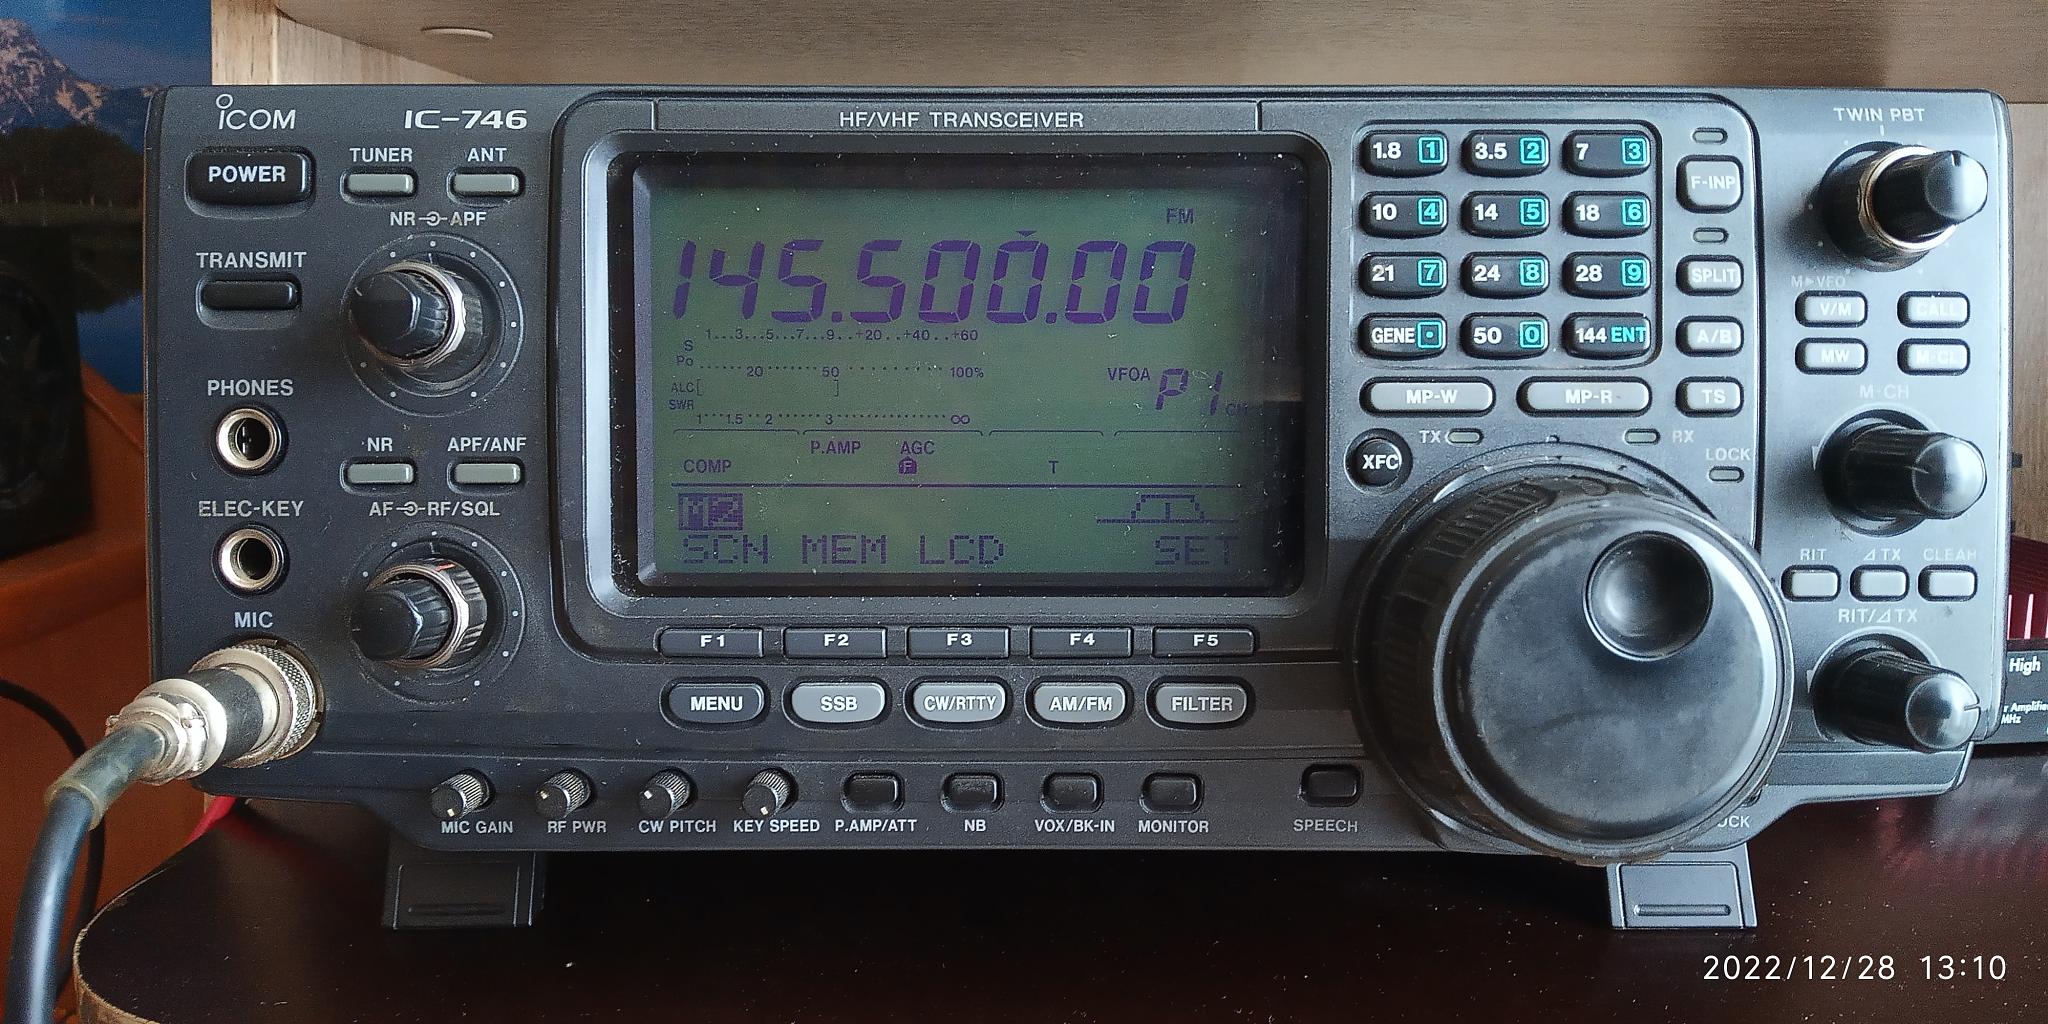 ICOM IC-746 HF/VHF TRANSCEIVER
POWER TUNER ANT
NR APF
TRANSMIT
PHONES
NR APF/ANF
ELEC-KEY AF RF/SQL
MIC
FM
145.500.00
1...3...5...7...9...+20...+40...+60
S
Po 20 50 100%
ALC
SWR 1 1.5 2 3 ∞
VFOA P1 CH
P.AMP AGC
COMP F T
M2
SCN MEM LCD SET
F1 F2 F3 F4 F5
MENU SSB CW/RTTY AM/FM FILTER
MIC GAIN RF PWR CW PITCH KEY SPEED P.AMP/ATT NB VOX/BK-IN MONITOR SPEECH
1.8 1 3.5 2 7 3 F-INP
10 4 14 5 18 6
21 7 24 8 28 9 SPLIT
GENE • 50 0 144 ENT A/B
MP-W MP-R TS
TX RX
XFC LOCK
TWIN PBT
M►VFO
V/M CALL
MW M-CL
M-CH
RIT ⊿TX CLEAR
RIT/⊿TX
High
Amplifier
MHz
2022/12/28 13:10